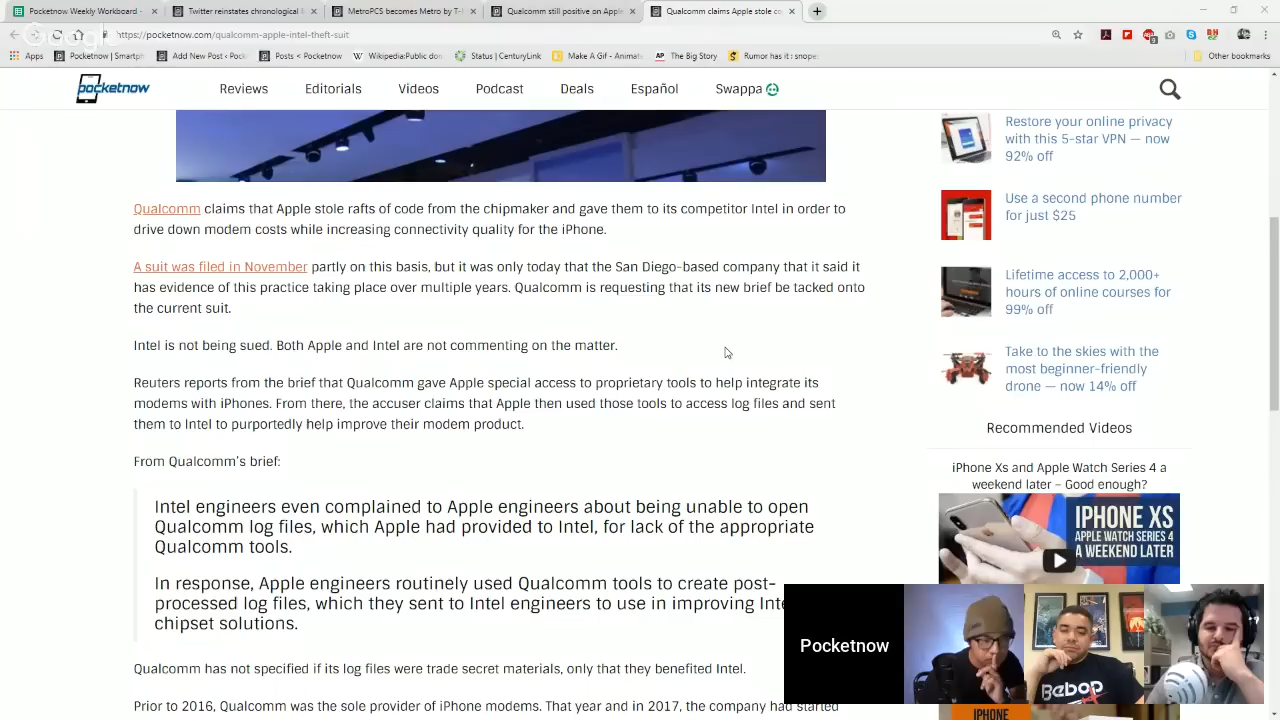 Pocketnow Workboard -
Twitter reinstates chronological i
MetroPCS becomes Metro by T-
Qualcomm still positive on Apple
Qualcomm claims Apple stole co
https://pocketnow.com/qualcomm-apple-intel-theft-suit
Apps
[Pocketnow] - Simplet
Add New Post ‹ Pocket
Posts ‹ Pocketnow — W
Wikipedia:Public dom
Status | CenturyLink
Make A Gif - Animate
The Big Story
Rumor has it : snopes
Other bookmarks
pocketnow
Reviews
Editorials
Videos
Podcast
Deals
Español
Swappa
Qualcomm claims that Apple stole rafts of code from the chipmaker and gave them to its competitor Intel in order to
drive down modem costs while increasing connectivity quality for the iPhone.
A suit was filed in November partly on this basis, but it was only today that the San Diego-based company that it said it
has evidence of this practice taking place over multiple years. Qualcomm is requesting that its new brief be tacked onto
the current suit.
Intel is not being sued. Both Apple and Intel are not commenting on the matter.
Reuters reports from the brief that Qualcomm gave Apple special access to proprietary tools to help integrate its
modems with iPhones. From there, the accuser claims that Apple then used those tools to access log files and sent
them to Intel to purportedly help improve their modem product.
From Qualcomm's brief:
Intel engineers even complained to Apple engineers about being unable to open
Qualcomm log files, which Apple had provided to Intel, for lack of the appropriate
Qualcomm tools.
In response, Apple engineers routinely used Qualcomm tools to create post-
processed log files, which they sent to Intel engineers to use in improving Inte
chipset solutions.
Qualcomm has not specified if its log files were trade secret materials, only that they benefited Intel.
Prior to 2016, Qualcomm was the sole provider of iPhone modems. That year and in 2017, the company had started
Restore your online privacy
with this 5-star VPN — now
92% off
Use a second phone number
for just $25
Lifetime access to 2,000+
hours of online courses for
99% off
Take to the skies with the
most beginner-friendly
drone — now 14% off
Recommended Videos
iPhone Xs and Apple Watch Series 4 a
weekend later – Good enough?
IPHONE XS
APPLE WATCH SERIES 4
A WEEKEND LATER
Pocketnow
Bebop
IPHONE